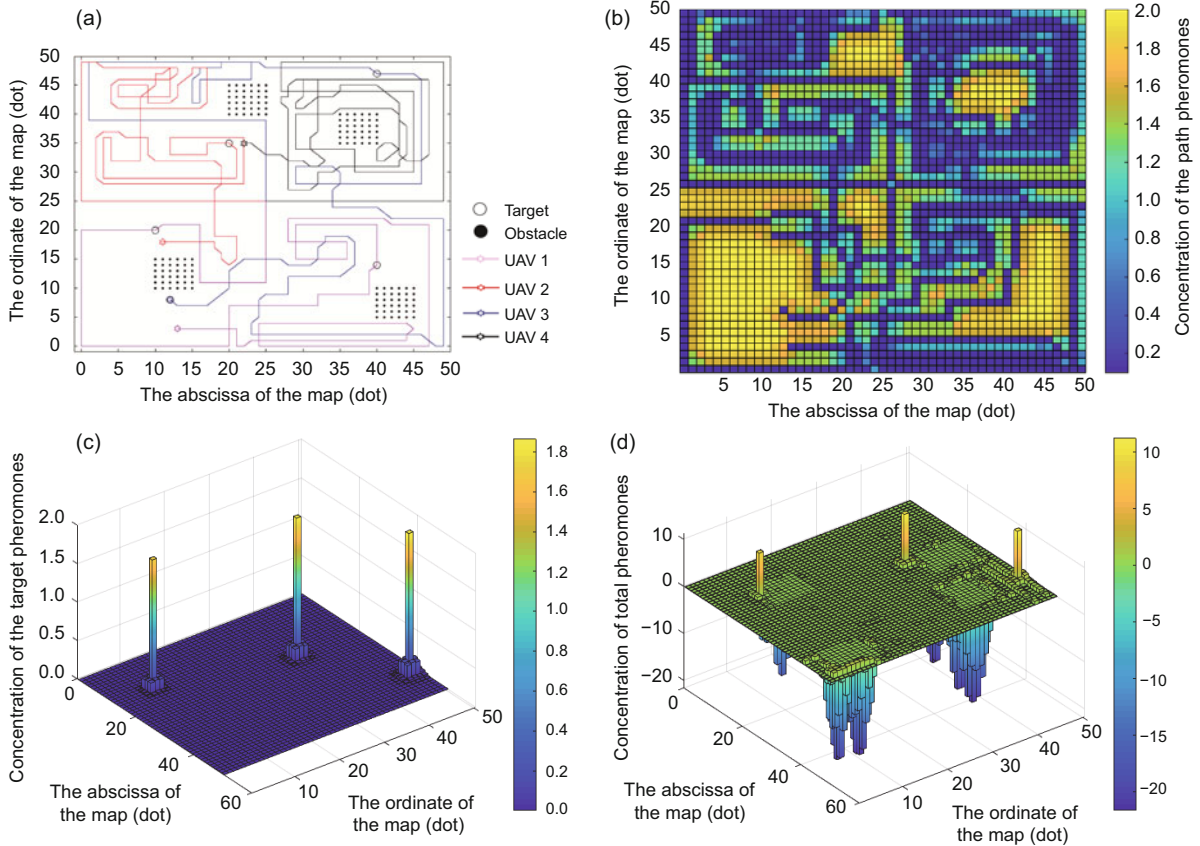 (a)
The ordinate of the map (dot)
50
45
40
35
30
25
20
15
10
5
0
0 5 10 15 20 25 30 35 40 45 50
The abscissa of the map (dot)
Target
Obstacle
UAV 1
UAV 2
UAV 3
UAV 4
(b)
The ordinate of the map (dot)
50
45
40
35
30
25
20
15
10
5
5 10 15 20 25 30 35 40 45 50
The abscissa of the map (dot)
2.0
1.8
1.6
1.4
1.2
1.0
0.8
0.6
0.4
0.2
Concentration of the path pheromones
(c)
Concentration of the target pheromones
2.0
1.5
1.0
0.5
0.0
0
20
40
60
The abscissa of
the map (dot)
10
20
30
40
50
The ordinate of
the map (dot)
1.8
1.6
1.4
1.2
1.0
0.8
0.6
0.4
0.2
0.0
(d)
Concentration of total pheromones
10
0
−10
−20
0
20
40
60
The abscissa of
the map (dot)
10
20
30
40
50
The ordinate of
the map (dot)
10
5
0
−5
−10
−15
−20